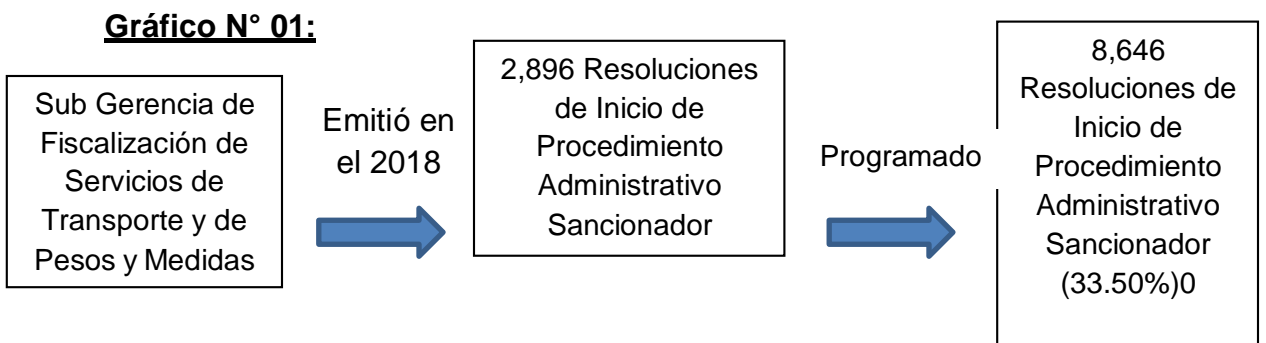 Gráfico N° 01:
Sub Gerencia de
Fiscalización de
Servicios de
Transporte y de
Pesos y Medidas
Emitió en
el 2018
2,896 Resoluciones
de Inicio de
Procedimiento
Administrativo
Sancionador
Programado
8,646
Resoluciones de
Inicio de
Procedimiento
Administrativo
Sancionador
(33.50%)0